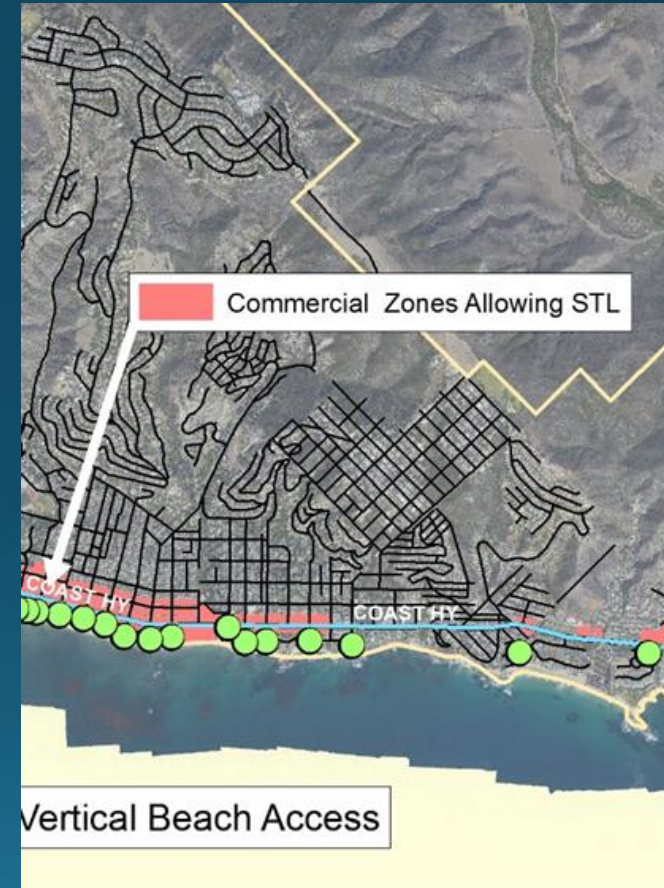 Commercial Zones Allowing STL
COAST HY
COAST HY
Vertical Beach Access